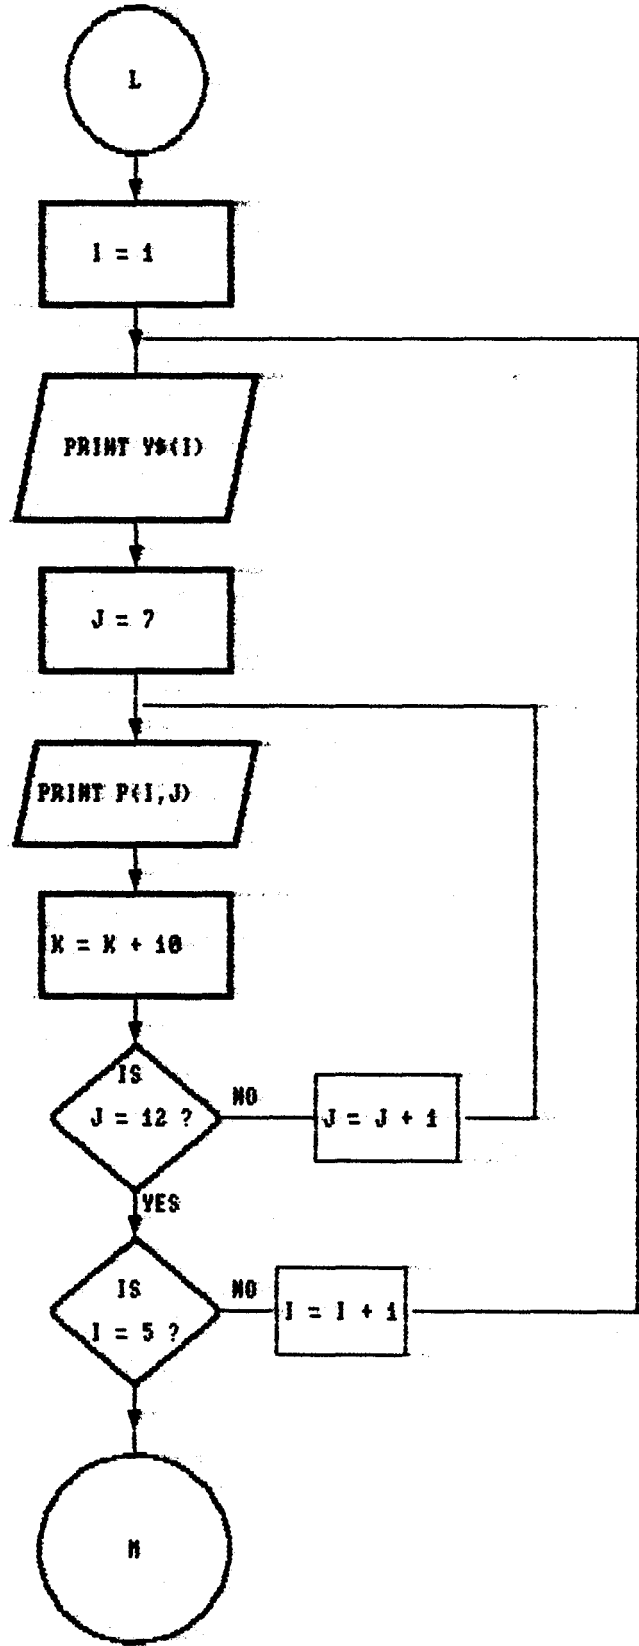 L
I = 1
PRINT Y$(I)
J = 7
PRINT P(I,J)
K = K + 10
IS
J = 12 ?
NO
J = J + 1
YES
IS
I = 5 ?
NO
I = I + 1
M